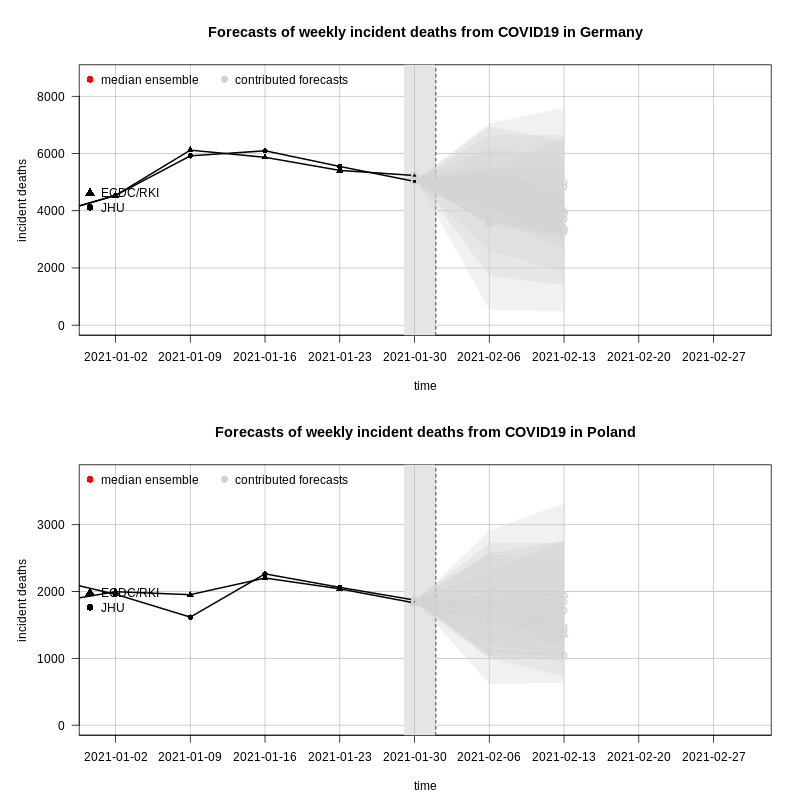 Forecasts of weekly incident deaths from COVID19 in Germany
median ensemble contributed forecasts
8000
6000
4000
2000
0
incident deaths
ECDC/RKI
JHU
2021-01-02 2021-01-09 2021-01-16 2021-01-23 2021-01-30 2021-02-06 2021-02-13 2021-02-20 2021-02-27
time
Forecasts of weekly incident deaths from COVID19 in Poland
median ensemble contributed forecasts
3000
2000
1000
0
incident deaths
ECDC/RKI
JHU
2021-01-02 2021-01-09 2021-01-16 2021-01-23 2021-01-30 2021-02-06 2021-02-13 2021-02-20 2021-02-27
time